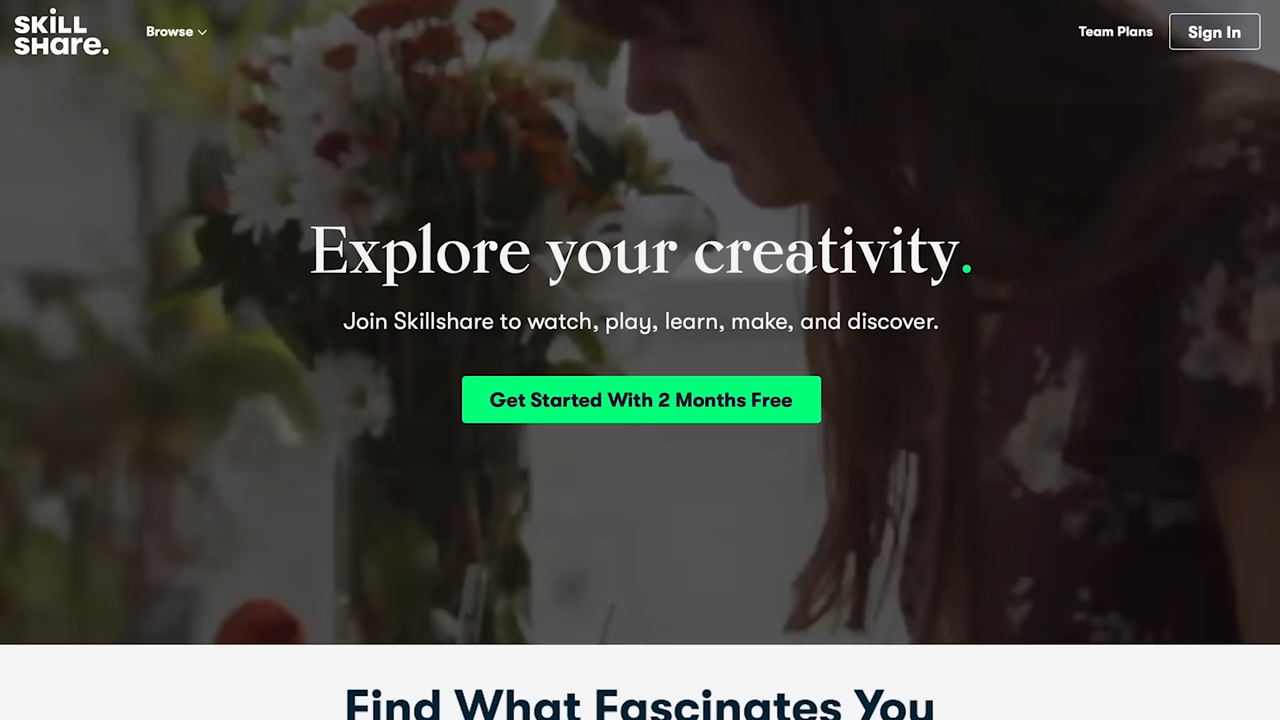 SKiLL
SHare.
Browse
Team Plans
Sign In
Explore your creativity.
Join Skillshare to watch, play, learn, make, and discover.
Get Started With 2 Months Free
Find What Fascinates You